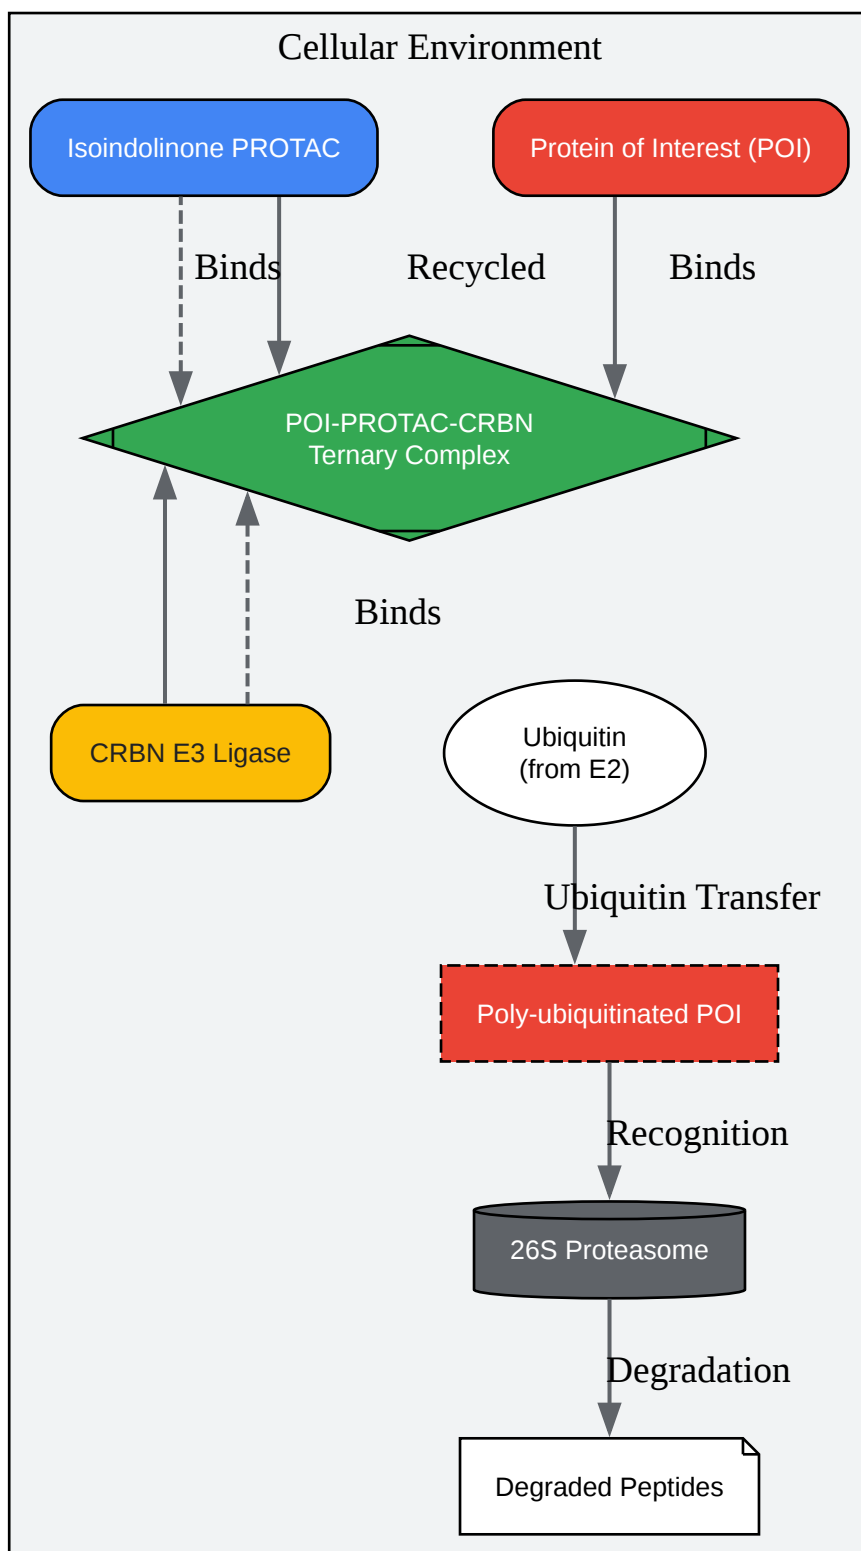 Cellular Environment
Isoindolinone PROTAC
Protein of Interest (POI)
Binds
Recycled
Binds
POI-PROTAC-CRBN
Ternary Complex
Binds
CRBN E3 Ligase
Ubiquitin
(from E2)
Ubiquitin Transfer
Poly-ubiquitinated POI
Recognition
26S Proteasome
Degradation
Degraded Peptides